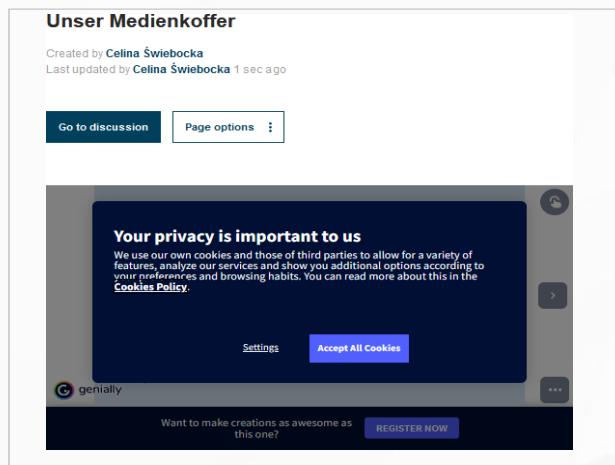 Unser Medienkoffer
Created by Celina Świebocka
Last updated by Celina Świebocka 1 sec ago
Go to discussion
Page options
Your privacy is important to us
We use our own cookies and those of third parties to allow for a variety of
features, analyze our services and show you additional options according to
your preferences and browsing habits. You can read more about this in the
Cookies Policy.
Settings
Accept All Cookies
genially
Want to make creations as awesome as
this one?
REGISTER NOW